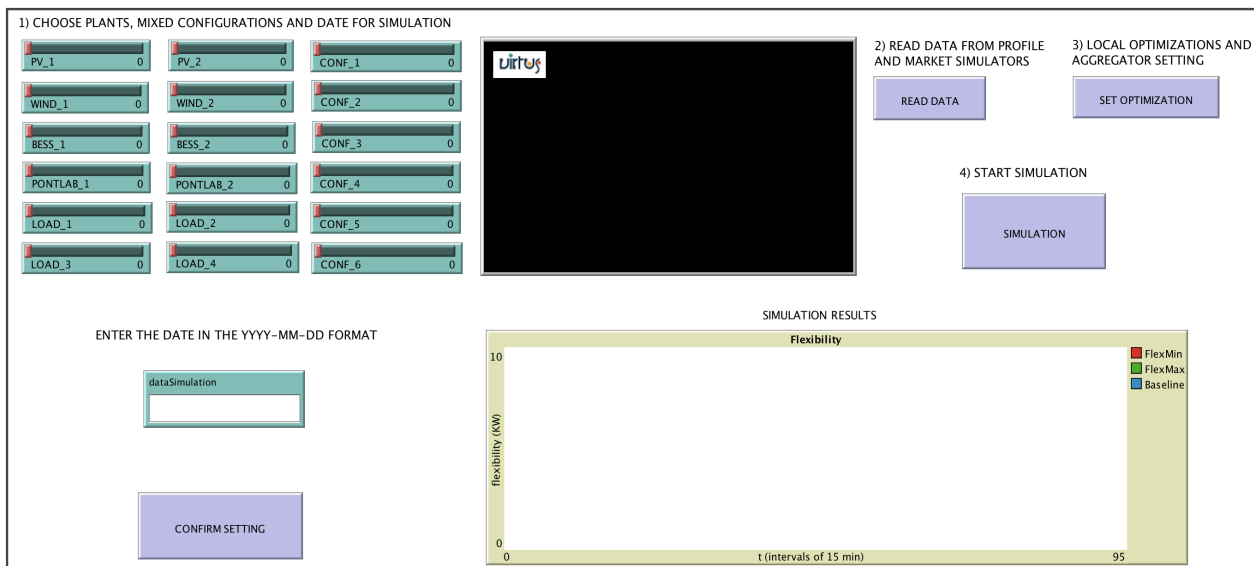 1) CHOOSE PLANTS, MIXED CONFIGURATIONS AND DATE FOR SIMULATION
PV_1 0
PV_2 0
CONF_1 0
WIND_1 0
WIND_2 0
CONF_2 0
BESS_1 0
BESS_2 0
CONF_3 0
PONTLAB_1 0
PONTLAB_2 0
CONF_4 0
LOAD_1 0
LOAD_2 0
CONF_5 0
LOAD_3 0
LOAD_4 0
CONF_6 0
virtus
2) READ DATA FROM PROFILE
AND MARKET SIMULATORS
READ DATA
3) LOCAL OPTIMIZATIONS AND
AGGREGATOR SETTING
SET OPTIMIZATION
4) START SIMULATION
SIMULATION
ENTER THE DATE IN THE YYYY-MM-DD FORMAT
dataSimulation
CONFIRM SETTING
SIMULATION RESULTS
Flexibility
10
flexibility (KW)
0
0
t (intervals of 15 min)
95
FlexMin
FlexMax
Baseline